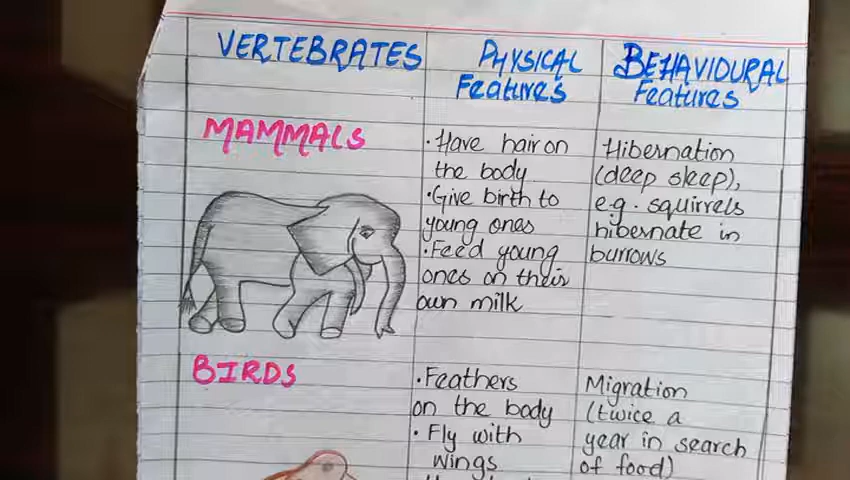 VERTEBRATES
PHYSICAL
Features
BEHAVIOURAL
Features
MAMMALS
• Have hair on
the body
• Give birth to
young ones
• Feed young
ones on their
own milk
Hibernation
(deep sleep),
e.g. squirrels
hibernate in
burrows
BIRDS
• Feathers
on the body
• Fly with
wings
Migration
(twice a
year in search
of food)